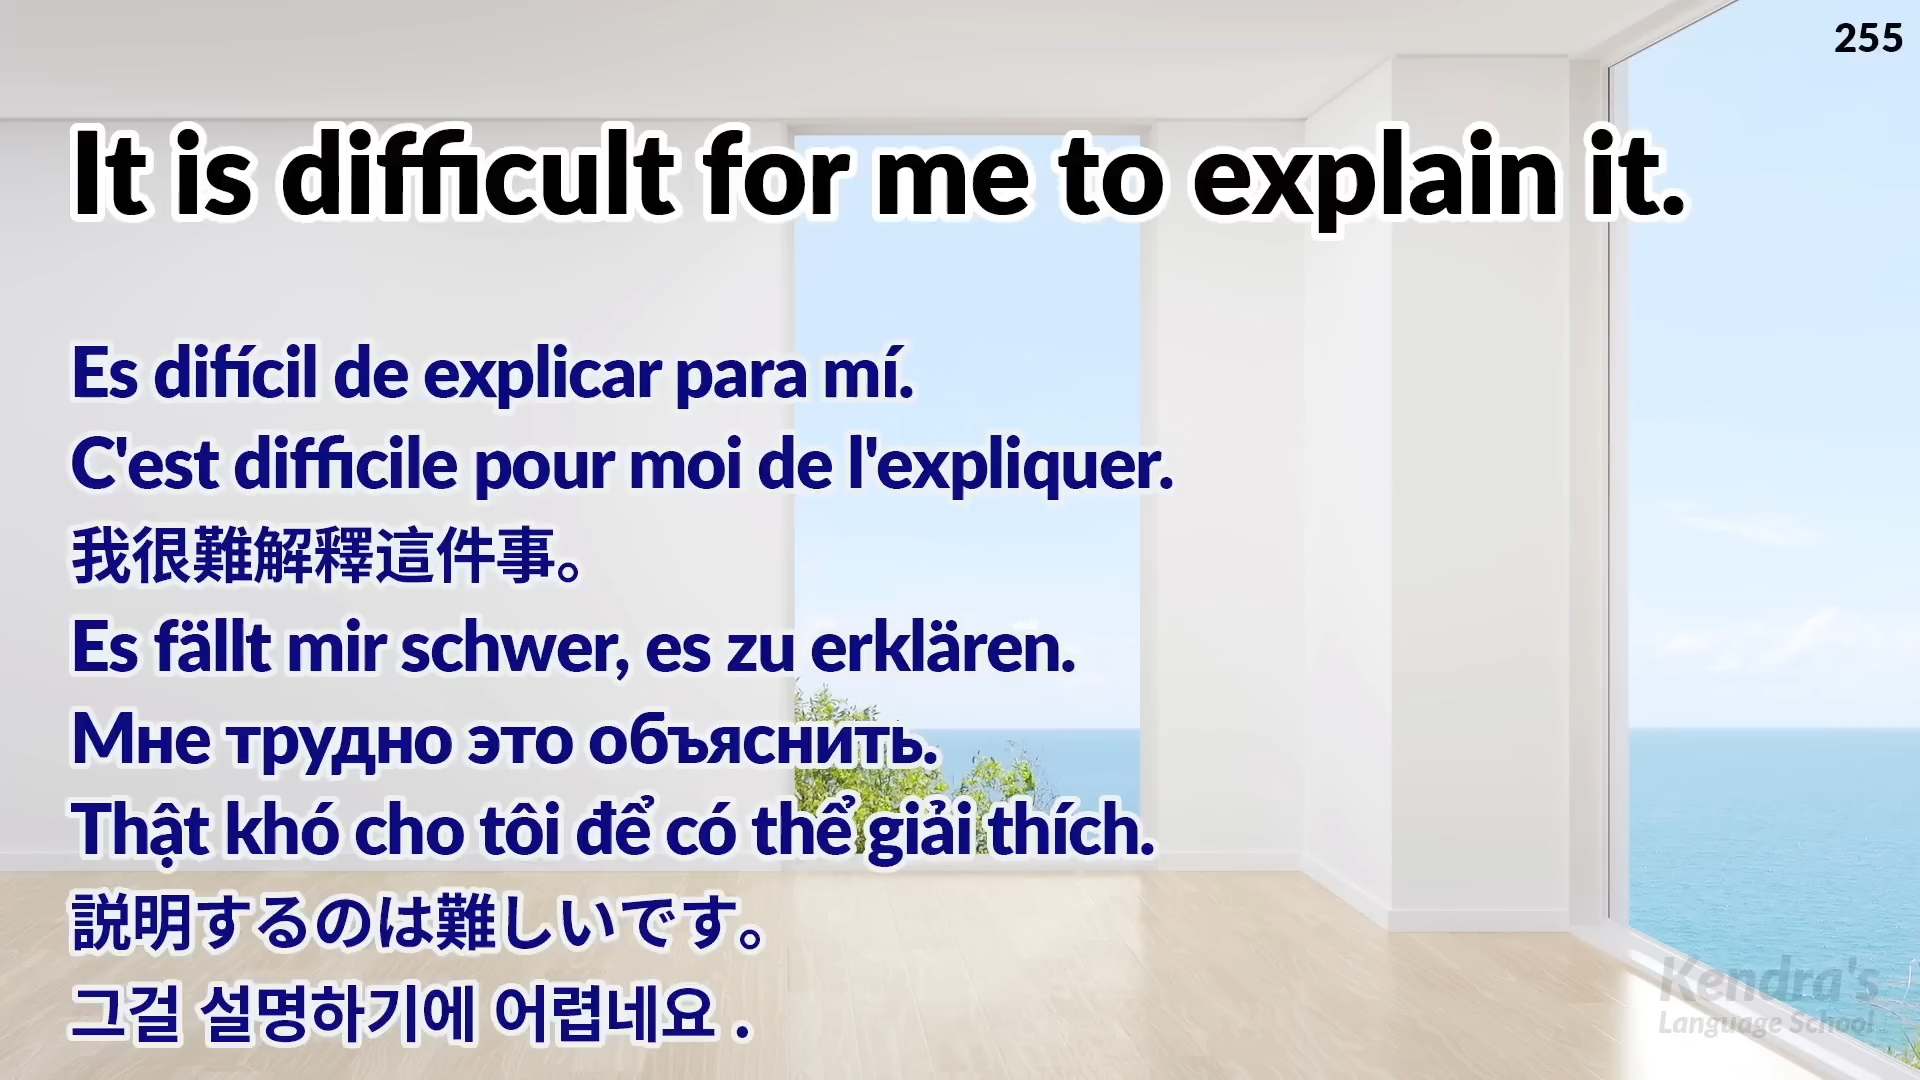 255
It is difficult for me to explain it.
Es difícil de explicar para mí.
C'est difficile pour moi de l'expliquer.
我很難解釋這件事。
Es fällt mir schwer, es zu erklären.
Мне трудно это объяснить.
Thật khó cho tôi để có thể giải thích.
説明するのは難しいです。
그걸 설명하기에 어렵네요 .
Kendra's
Language School